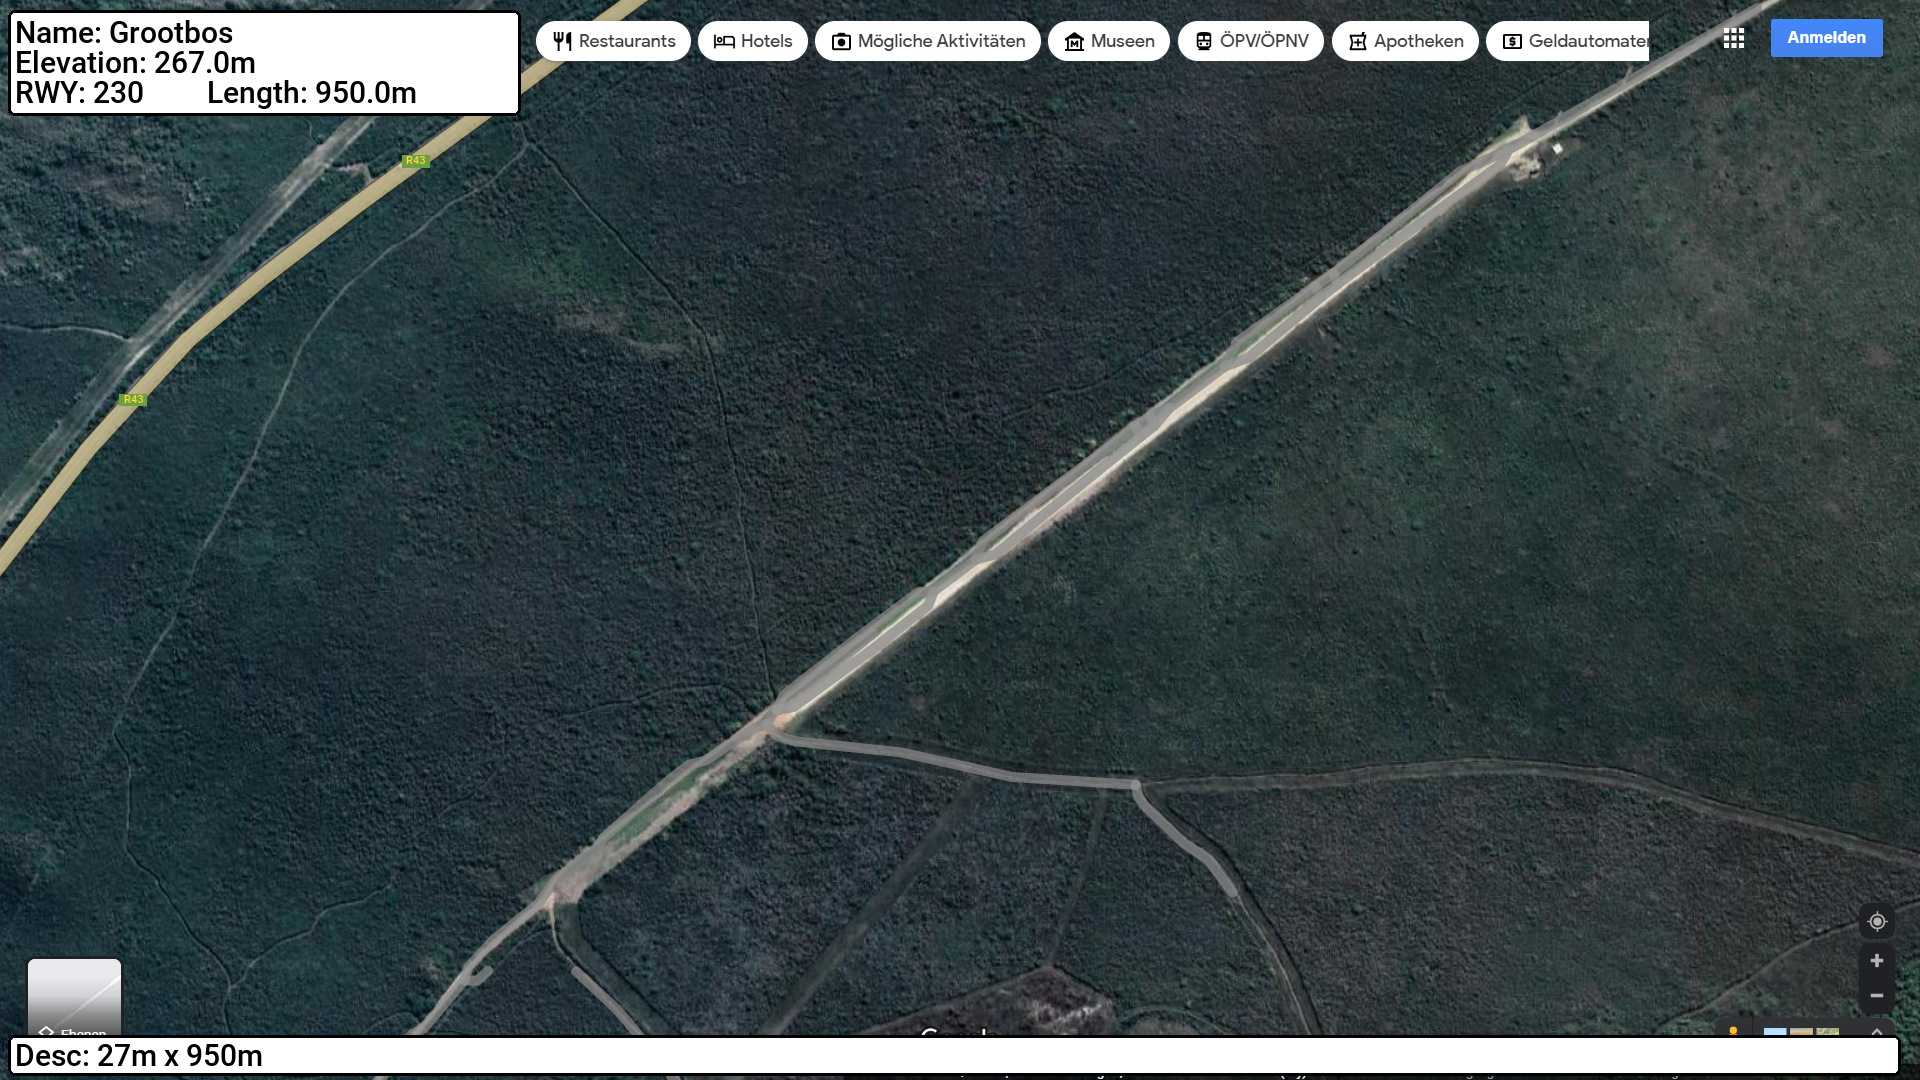 Name: Grootbos
Elevation: 267.0m
RWY: 230 Length: 950.0m
Restaurants
Hotels
Mögliche Aktivitäten
Museen
ÖPV/ÖPNV
Apotheken
Anmelden
R43
R43
Desc: 27m x 950m